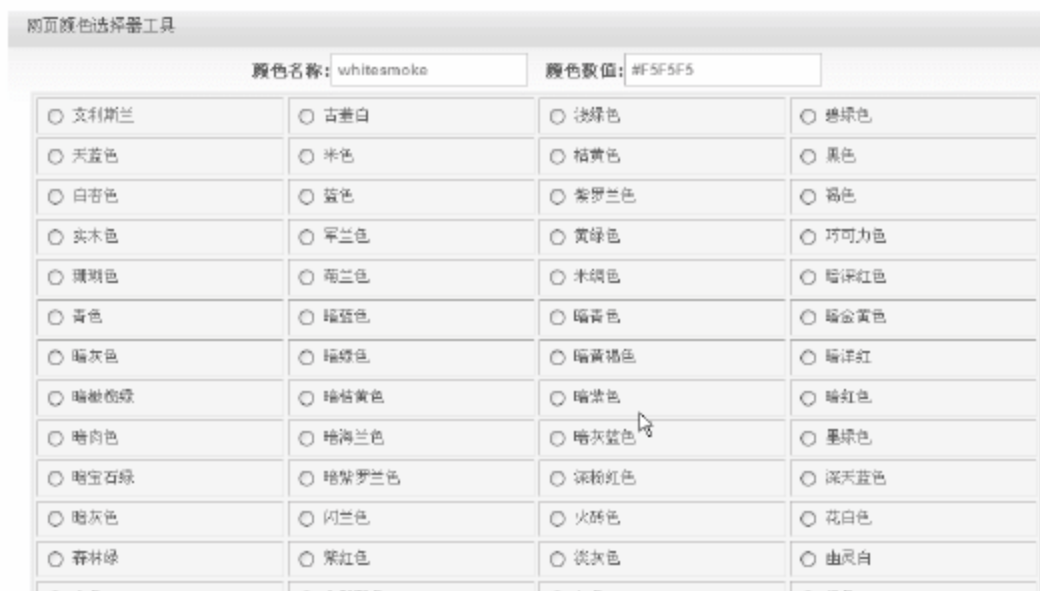 网页颜色选择器工具
颜色名称: whitesmoke 颜色数值: #F5F5F5
艾利斯兰 古董白 浅绿色 碧绿色
天蓝色 米色 桔黄色 黑色
白杏色 蓝色 紫罗兰色 褐色
实木色 军兰色 黄绿色 巧可力色
珊瑚色 菊兰色 米绸色 暗深红色
青色 暗蓝色 暗青色 暗金黄色
暗灰色 暗绿色 暗黄褐色 暗洋红
暗橄榄绿 暗桔黄色 暗紫色 暗红色
暗肉色 暗海兰色 暗灰蓝色 墨绿色
暗宝石绿 暗紫罗兰色 深粉红色 深天蓝色
暗灰色 闪兰色 火砖色 花白色
森林绿 紫红色 淡灰色 幽灵白